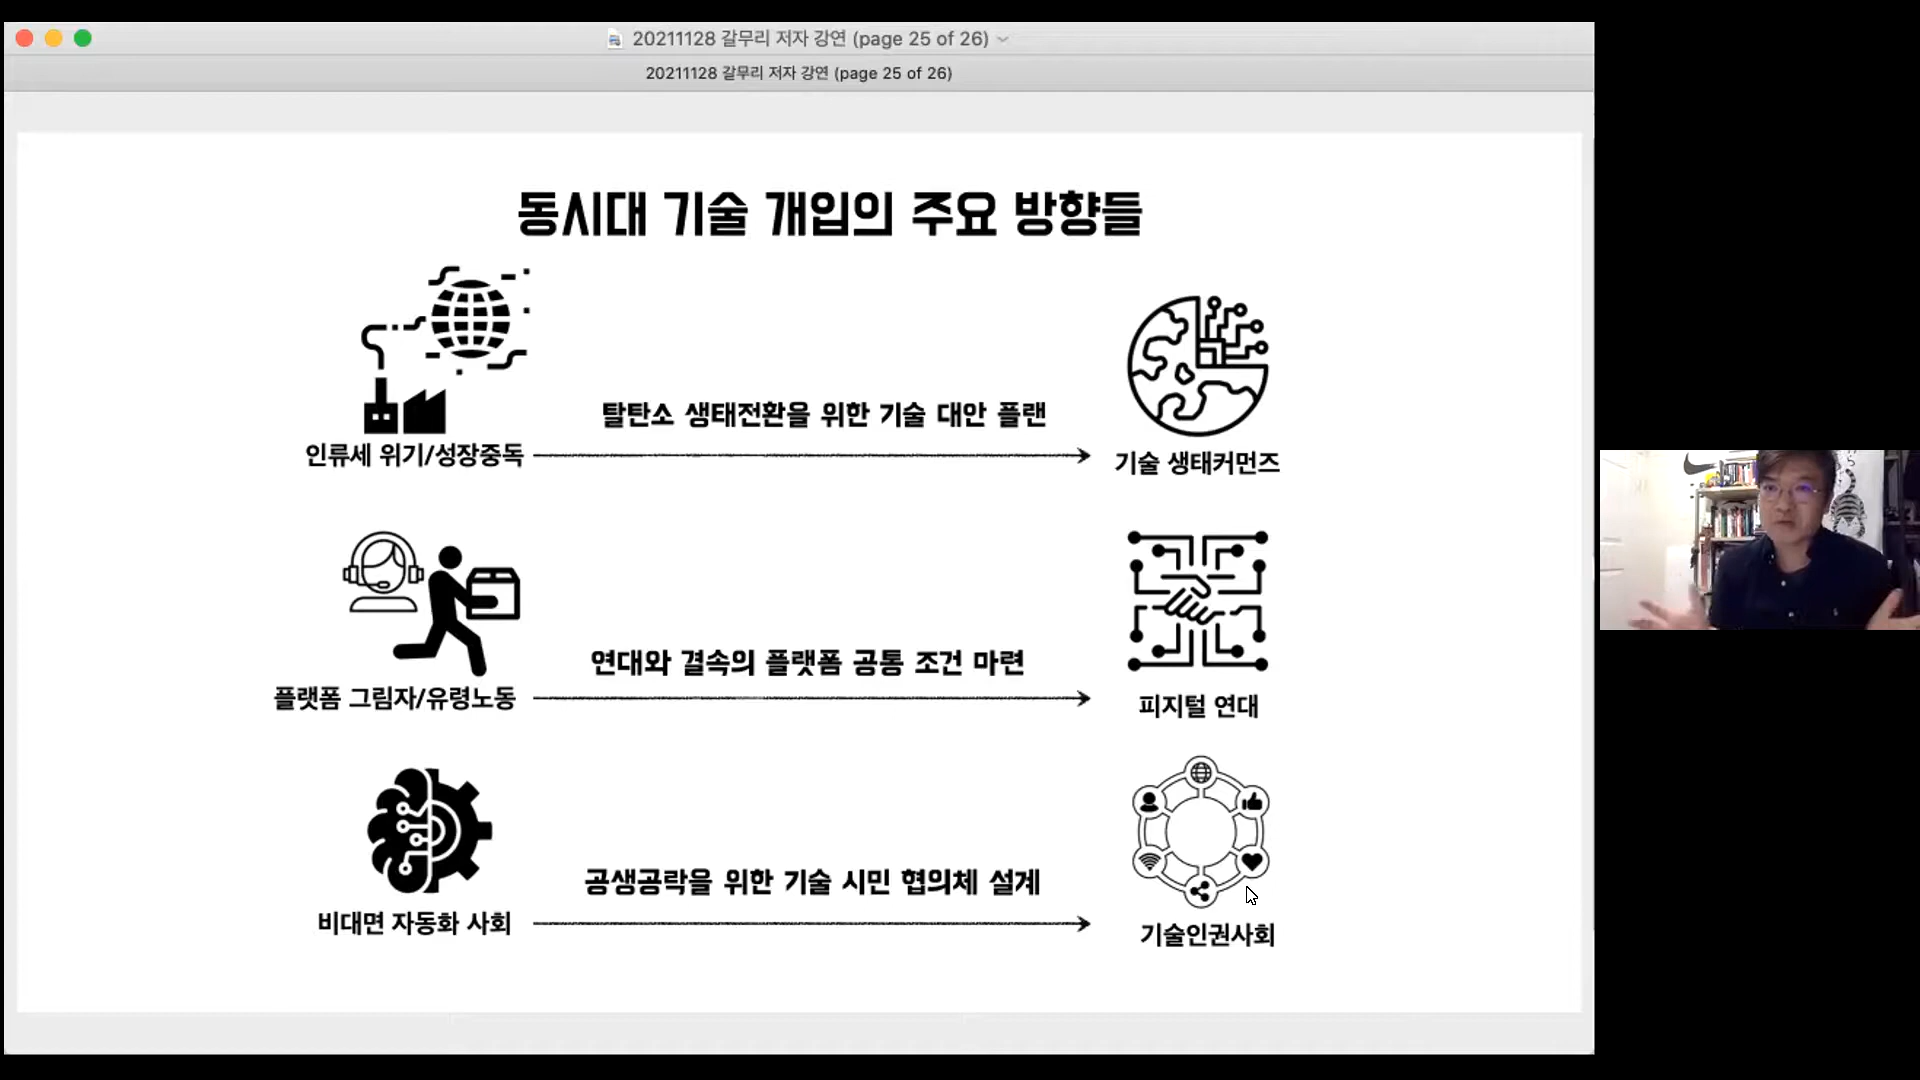 20211128 갈무리 저자 강연 (page 25 of 26)
20211128 갈무리 저자 강연 (page 25 of 26)
동시대 기술 개입의 주요 방향들
탈탄소 생태전환을 위한 기술 대안 플랜
인류세 위기/성장중독
기술 생태커먼즈
연대와 결속의 플랫폼 공통 조건 마련
플랫폼 그림자/유령노동
피지털 연대
공생공락을 위한 기술 시민 협의체 설계
비대면 자동화 사회
기술인권사회